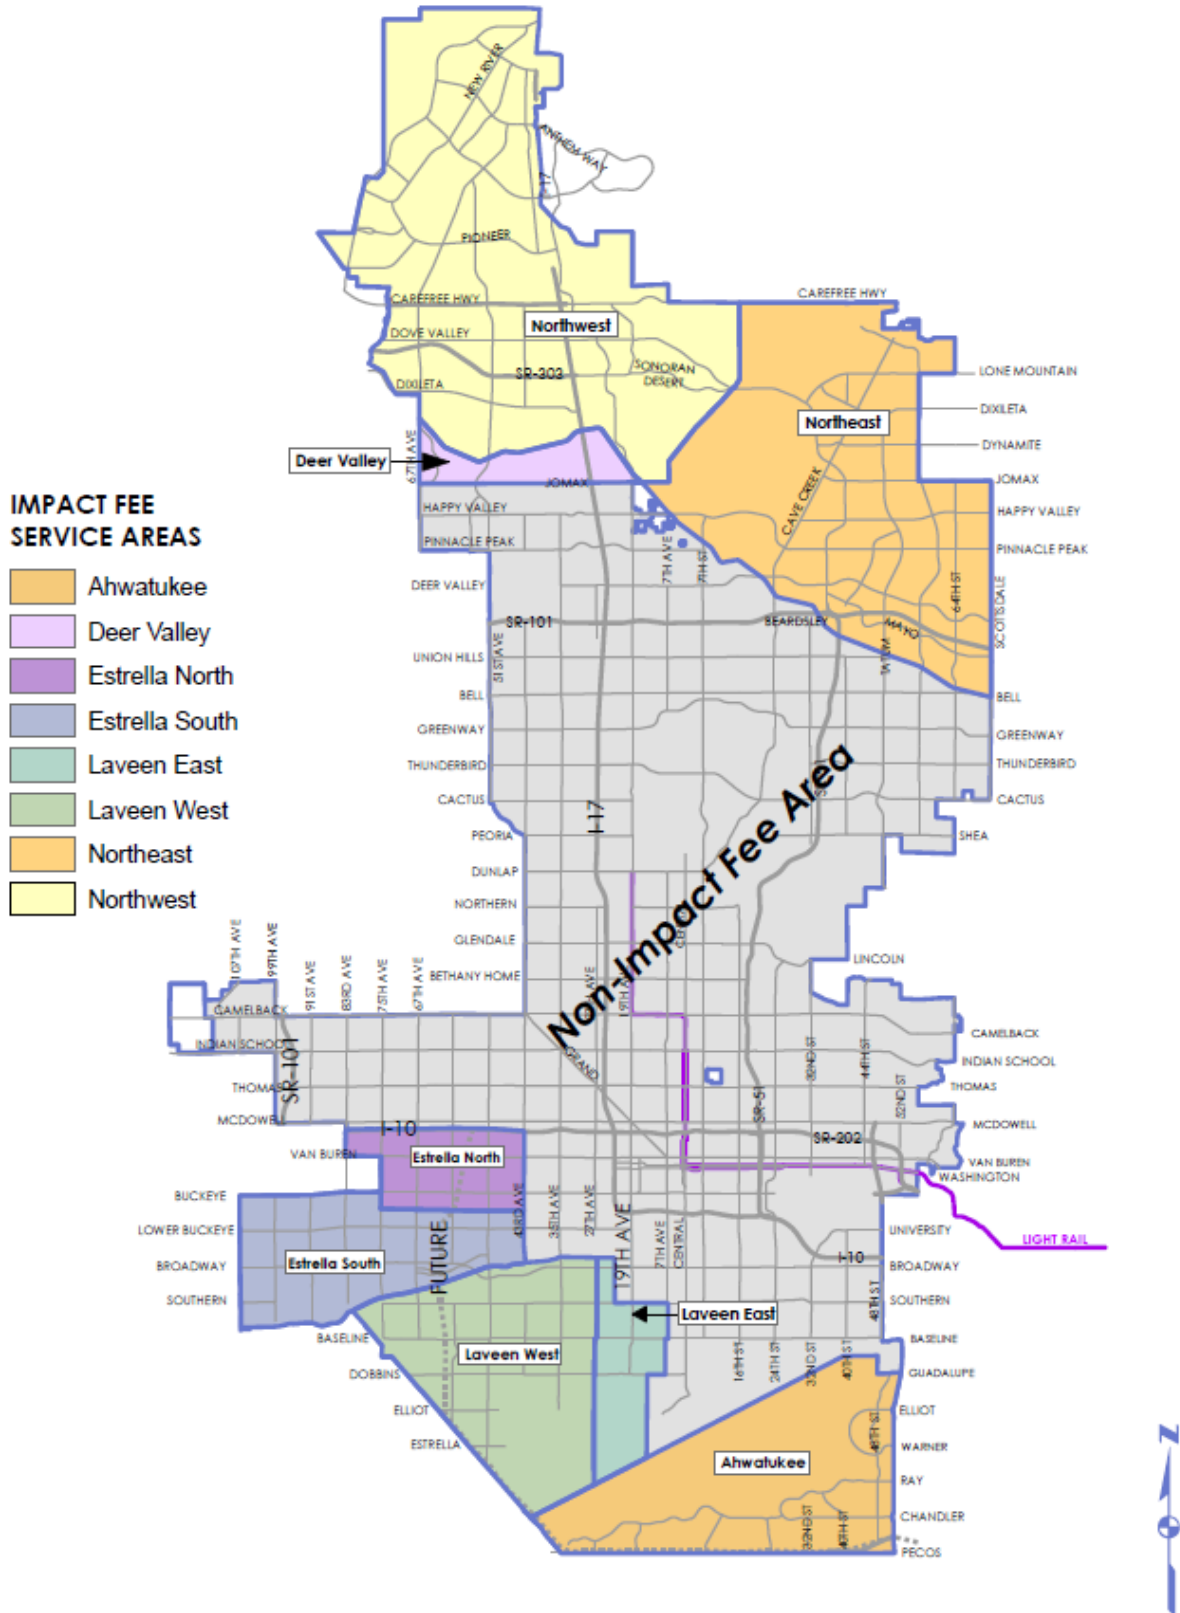 NEW RIVER
ANTHEM WAY
I-17
PIONEER
CAREFREE HWY
CAREFREE HWY
Northwest
DOVE VALLEY
SR-303
SONORAN
DESERT
LONE MOUNTAIN
DIXILETA
DIXILETA
Northeast
67TH AVE
DYNAMITE
Deer Valley
JOMAX
JOMAX
CAVE CREEK
IMPACT FEE
SERVICE AREAS
HAPPY VALLEY
HAPPY VALLEY
PINNACLE PEAK
PINNACLE PEAK
7TH AVE
7TH ST
Ahwatukee
DEER VALLEY
64TH ST
SCOTTSDALE
Deer Valley
SR-101
BEARDSLEY
MAYO
51ST AVE
UNION HILLS
TATUM
Estrella North
BELL
BELL
Estrella South
GREENWAY
GREENWAY
Laveen East
THUNDERBIRD
THUNDERBIRD
Laveen West
CACTUS
CACTUS
I-17
Non-Impact Fee Area
PEORIA
SHEA
Northeast
DUNLAP
Northwest
NORTHERN
107TH AVE
99TH AVE
91ST AVE
83RD AVE
75TH AVE
67TH AVE
GLENDALE
LINCOLN
BETHANY HOME
19TH AVE
CAMELBACK
CAMELBACK
INDIAN SCHOOL
SR-101
GRAND
32ND ST
44TH ST
INDIAN SCHOOL
THOMAS
SR-51
52ND ST
THOMAS
MCDOWELL
MCDOWELL
I-10
SR-202
VAN BUREN
Estrella North
VAN BUREN
WASHINGTON
BUCKEYE
43RD AVE
35TH AVE
27TH AVE
19TH AVE
7TH AVE
CENTRAL
LOWER BUCKEYE
UNIVERSITY
FUTURE
LIGHT RAIL
BROADWAY
Estrella South
I-10
BROADWAY
SOUTHERN
48TH ST
SOUTHERN
Laveen East
BASELINE
BASELINE
Laveen West
16TH ST
24TH ST
32ND ST
40TH ST
DOBBINS
GUADALUPE
ELLIOT
ELLIOT
48TH ST
ESTRELLA
WARNER
Ahwatukee
RAY
32ND ST
40TH ST
CHANDLER
PECOS
N